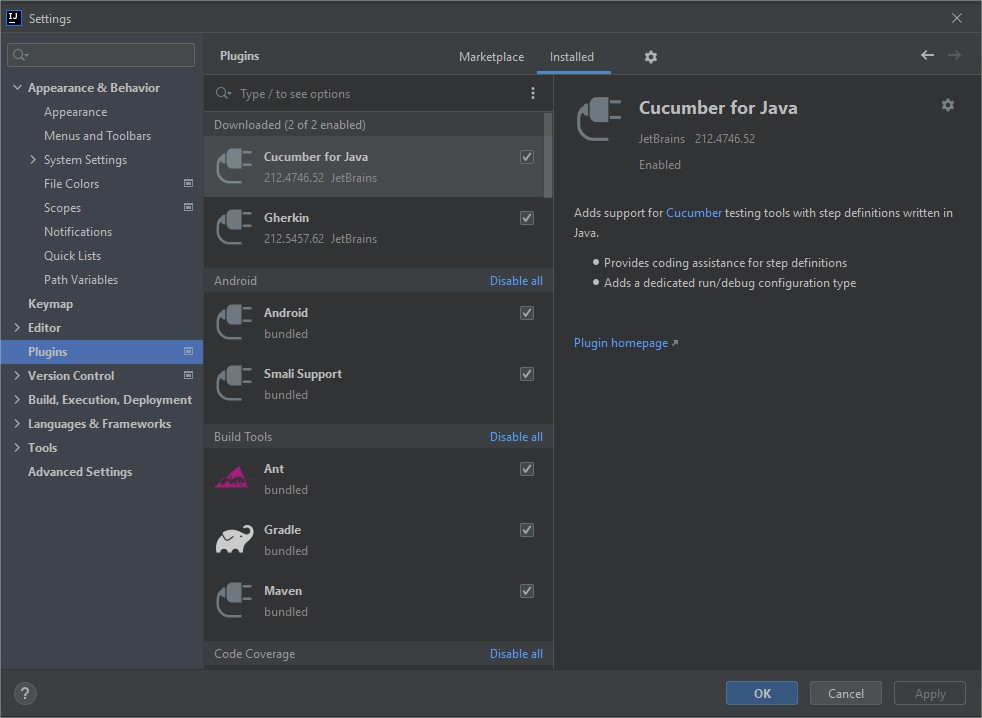 Settings
Appearance & Behavior
Appearance
Menus and Toolbars
System Settings
File Colors
Scopes
Notifications
Quick Lists
Path Variables
Keymap
Editor
Plugins
Version Control
Build, Execution, Deployment
Languages & Frameworks
Tools
Advanced Settings
Plugins
Marketplace
Installed
Type / to see options
Downloaded (2 of 2 enabled)
Cucumber for Java
212.4746.52 JetBrains
Gherkin
212.5457.62 JetBrains
Android Disable all
Android
bundled
Smali Support
bundled
Build Tools Disable all
Ant
bundled
Gradle
bundled
Maven
bundled
Code Coverage Disable all
Cucumber for Java
JetBrains 212.4746.52
Enabled
Adds support for Cucumber testing tools with step definitions written in
Java.
Provides coding assistance for step definitions
Adds a dedicated run/debug configuration type
Plugin homepage
?
OK
Cancel
Apply